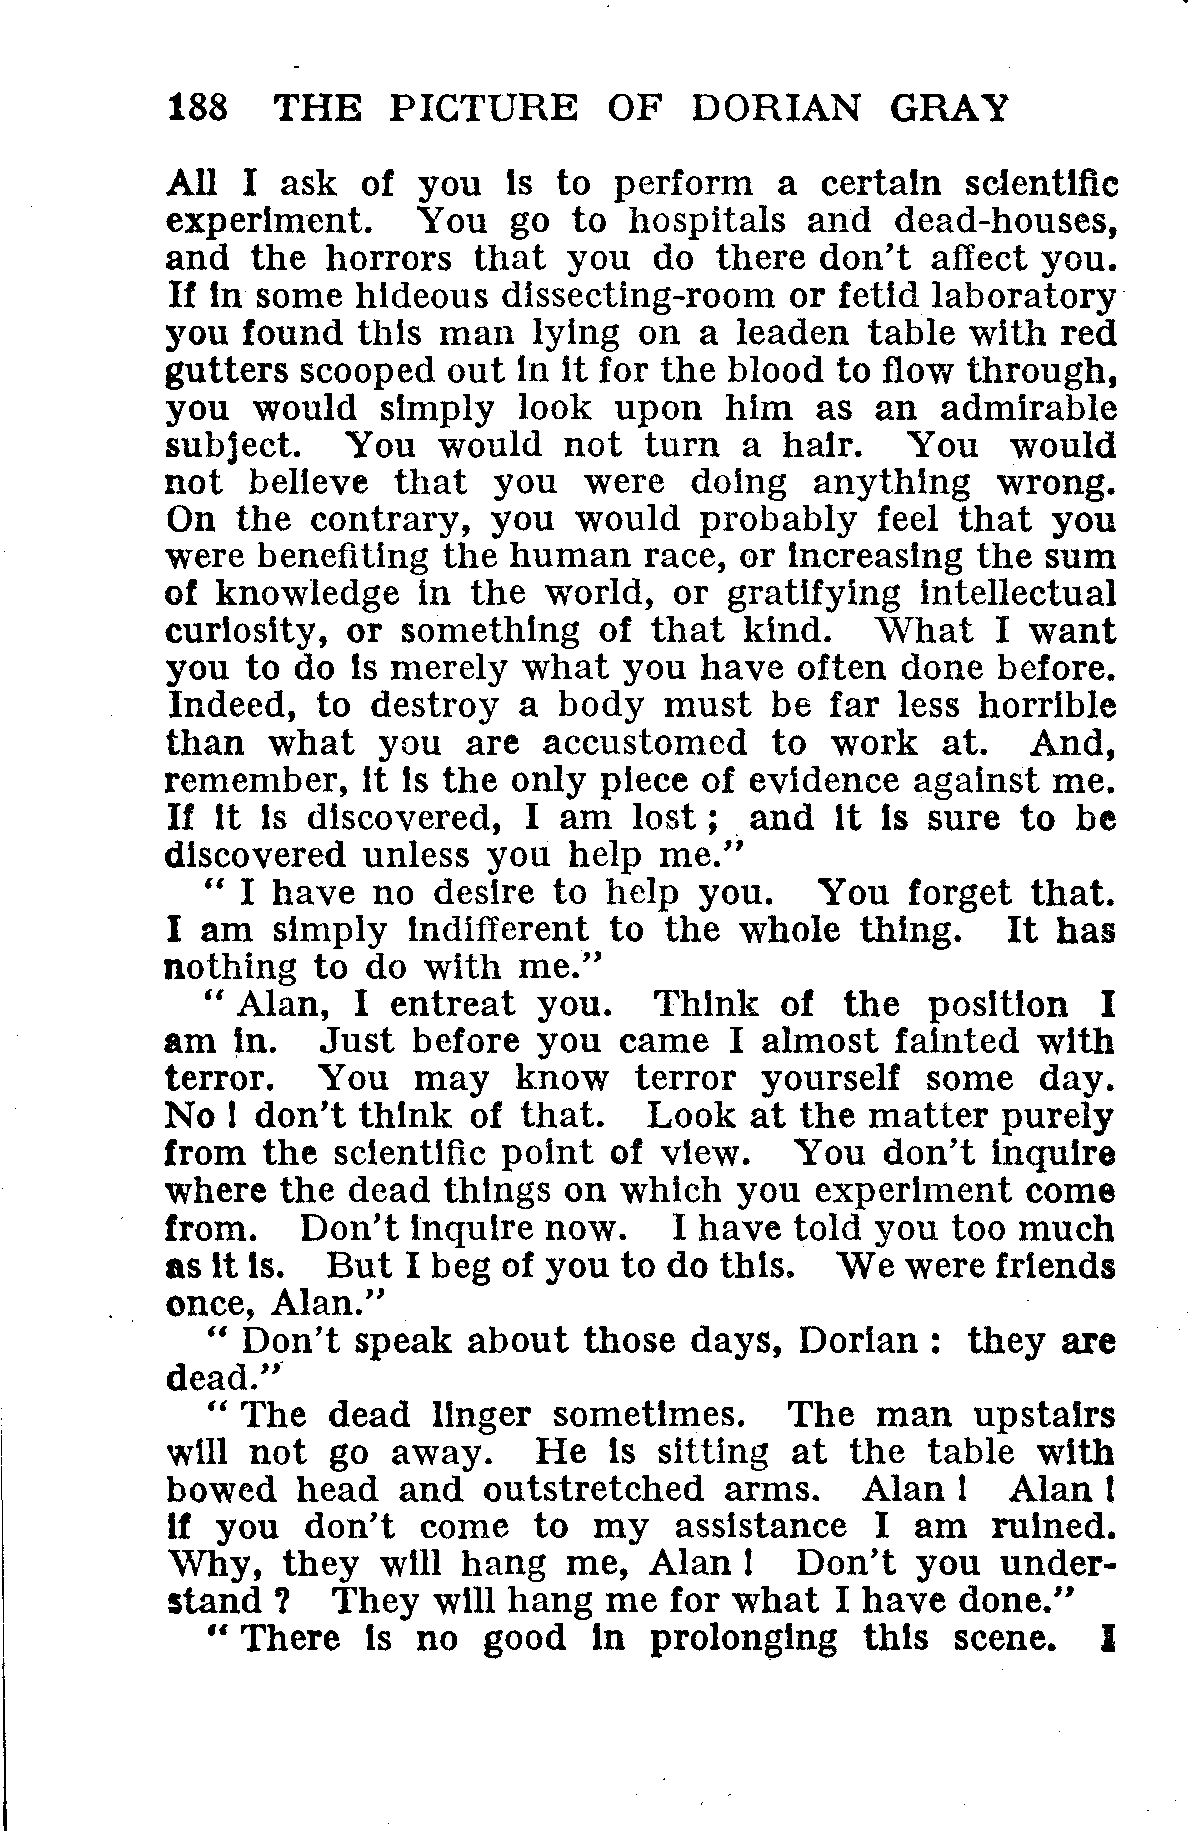 188 THE PICTURE OF DORIAN GRAY
All I ask of you is to perform a certain scientific
experiment. You go to hospitals and dead-houses,
and the horrors that you do there don't affect you.
If in some hideous dissecting-room or fetid laboratory
you found this man lying on a leaden table with red
gutters scooped out in it for the blood to flow through,
you would simply look upon him as an admirable
subject. You would not turn a hair. You would
not believe that you were doing anything wrong.
On the contrary, you would probably feel that you
were benefiting the human race, or increasing the sum
of knowledge in the world, or gratifying intellectual
curiosity, or something of that kind. What I want
you to do is merely what you have often done before.
Indeed, to destroy a body must be far less horrible
than what you are accustomed to work at. And,
remember, it is the only piece of evidence against me.
If it is discovered, I am lost; and it is sure to be
discovered unless you help me."
"I have no desire to help you. You forget that.
I am simply indifferent to the whole thing. It has
nothing to do with me."
"Alan, I entreat you. Think of the position I
am in. Just before you came I almost fainted with
terror. You may know terror yourself some day.
No! don't think of that. Look at the matter purely
from the scientific point of view. You don't inquire
where the dead things on which you experiment come
from. Don't inquire now. I have told you too much
as it is. But I beg of you to do this. We were friends
once, Alan."
"Don't speak about those days, Dorian: they are
dead."
"The dead linger sometimes. The man upstairs
will not go away. He is sitting at the table with
bowed head and outstretched arms. Alan! Alan!
if you don't come to my assistance I am ruined.
Why, they will hang me, Alan! Don't you under-
stand? They will hang me for what I have done."
"There is no good in prolonging this scene. I